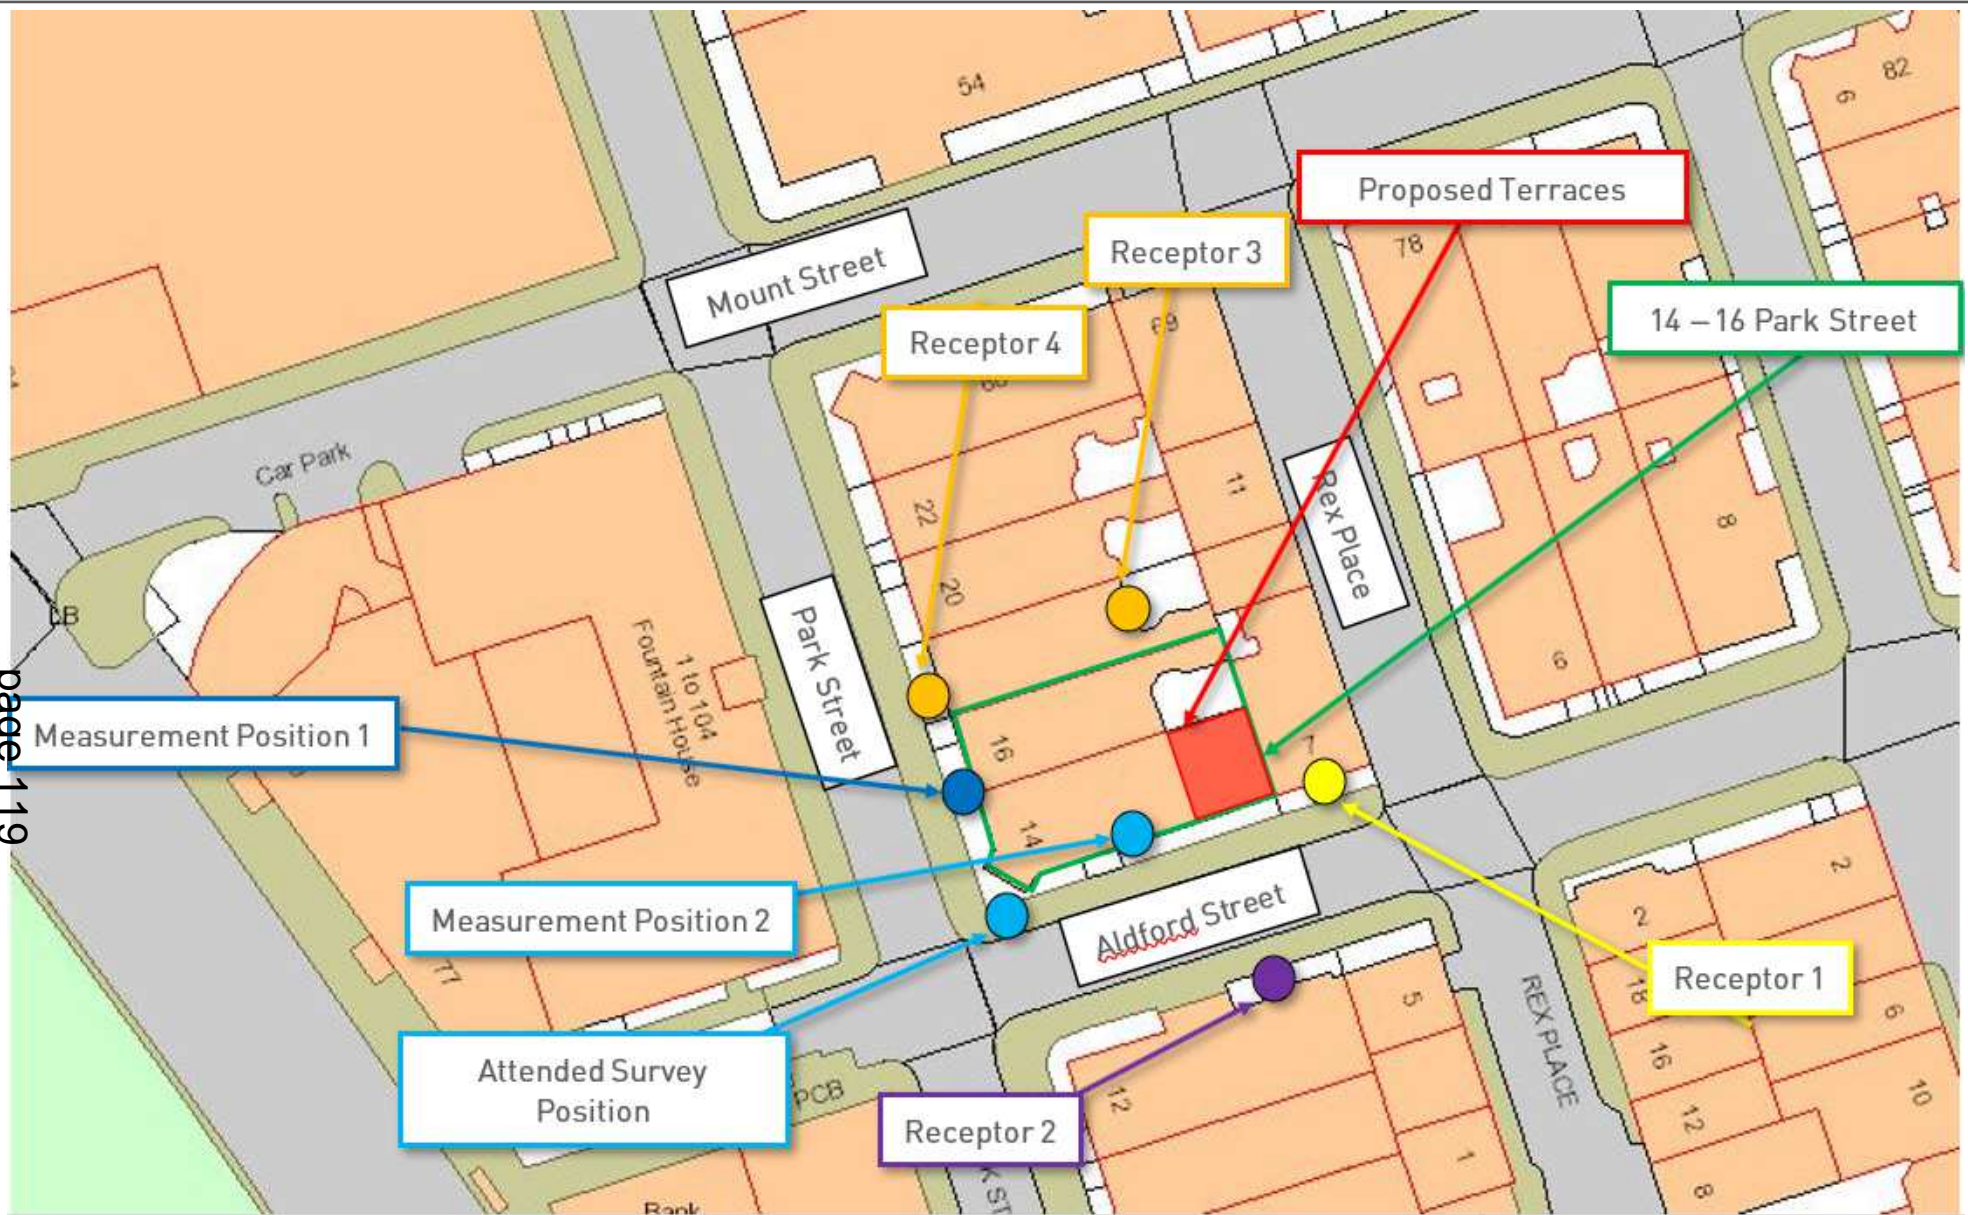 54
82
6
Proposed Terraces
Receptor 3
78
Mount Street
14 – 16 Park Street
Receptor 4
69
Car Park
11
22
Rex Place
8
20
LB
Park Street
1 to 104
Fountain House
6
Measurement Position 1
16
7
page 119
14
2
Measurement Position 2
2
Aldford Street
77
Receptor 1
18
5
6
REX PLACE
Attended Survey
Position
PCB
16
12
10
12
Receptor 2
1
8
K ST
Bank